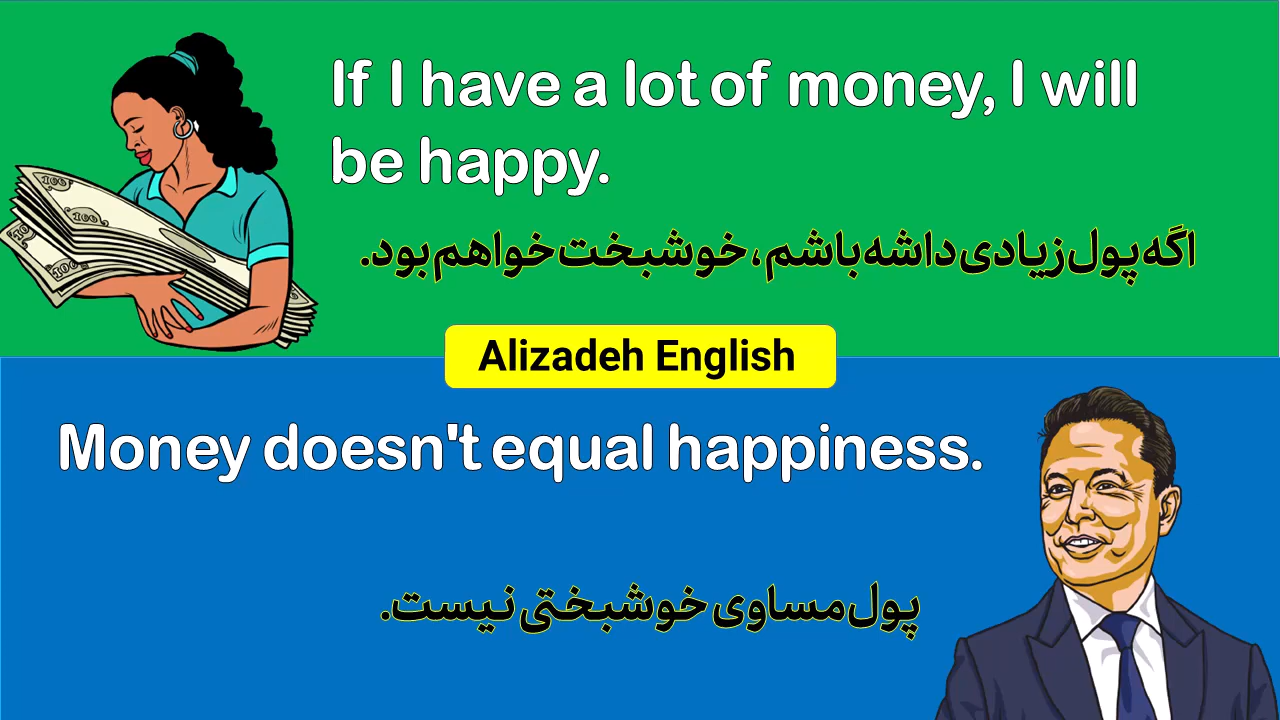 If I have a lot of money, I will
be happy.
اگه پول زیادی داشه باشم، خوشبخت خواهم بود.
Alizadeh English
Money doesn't equal happiness.
پول مساوی خوشبختی نیست.